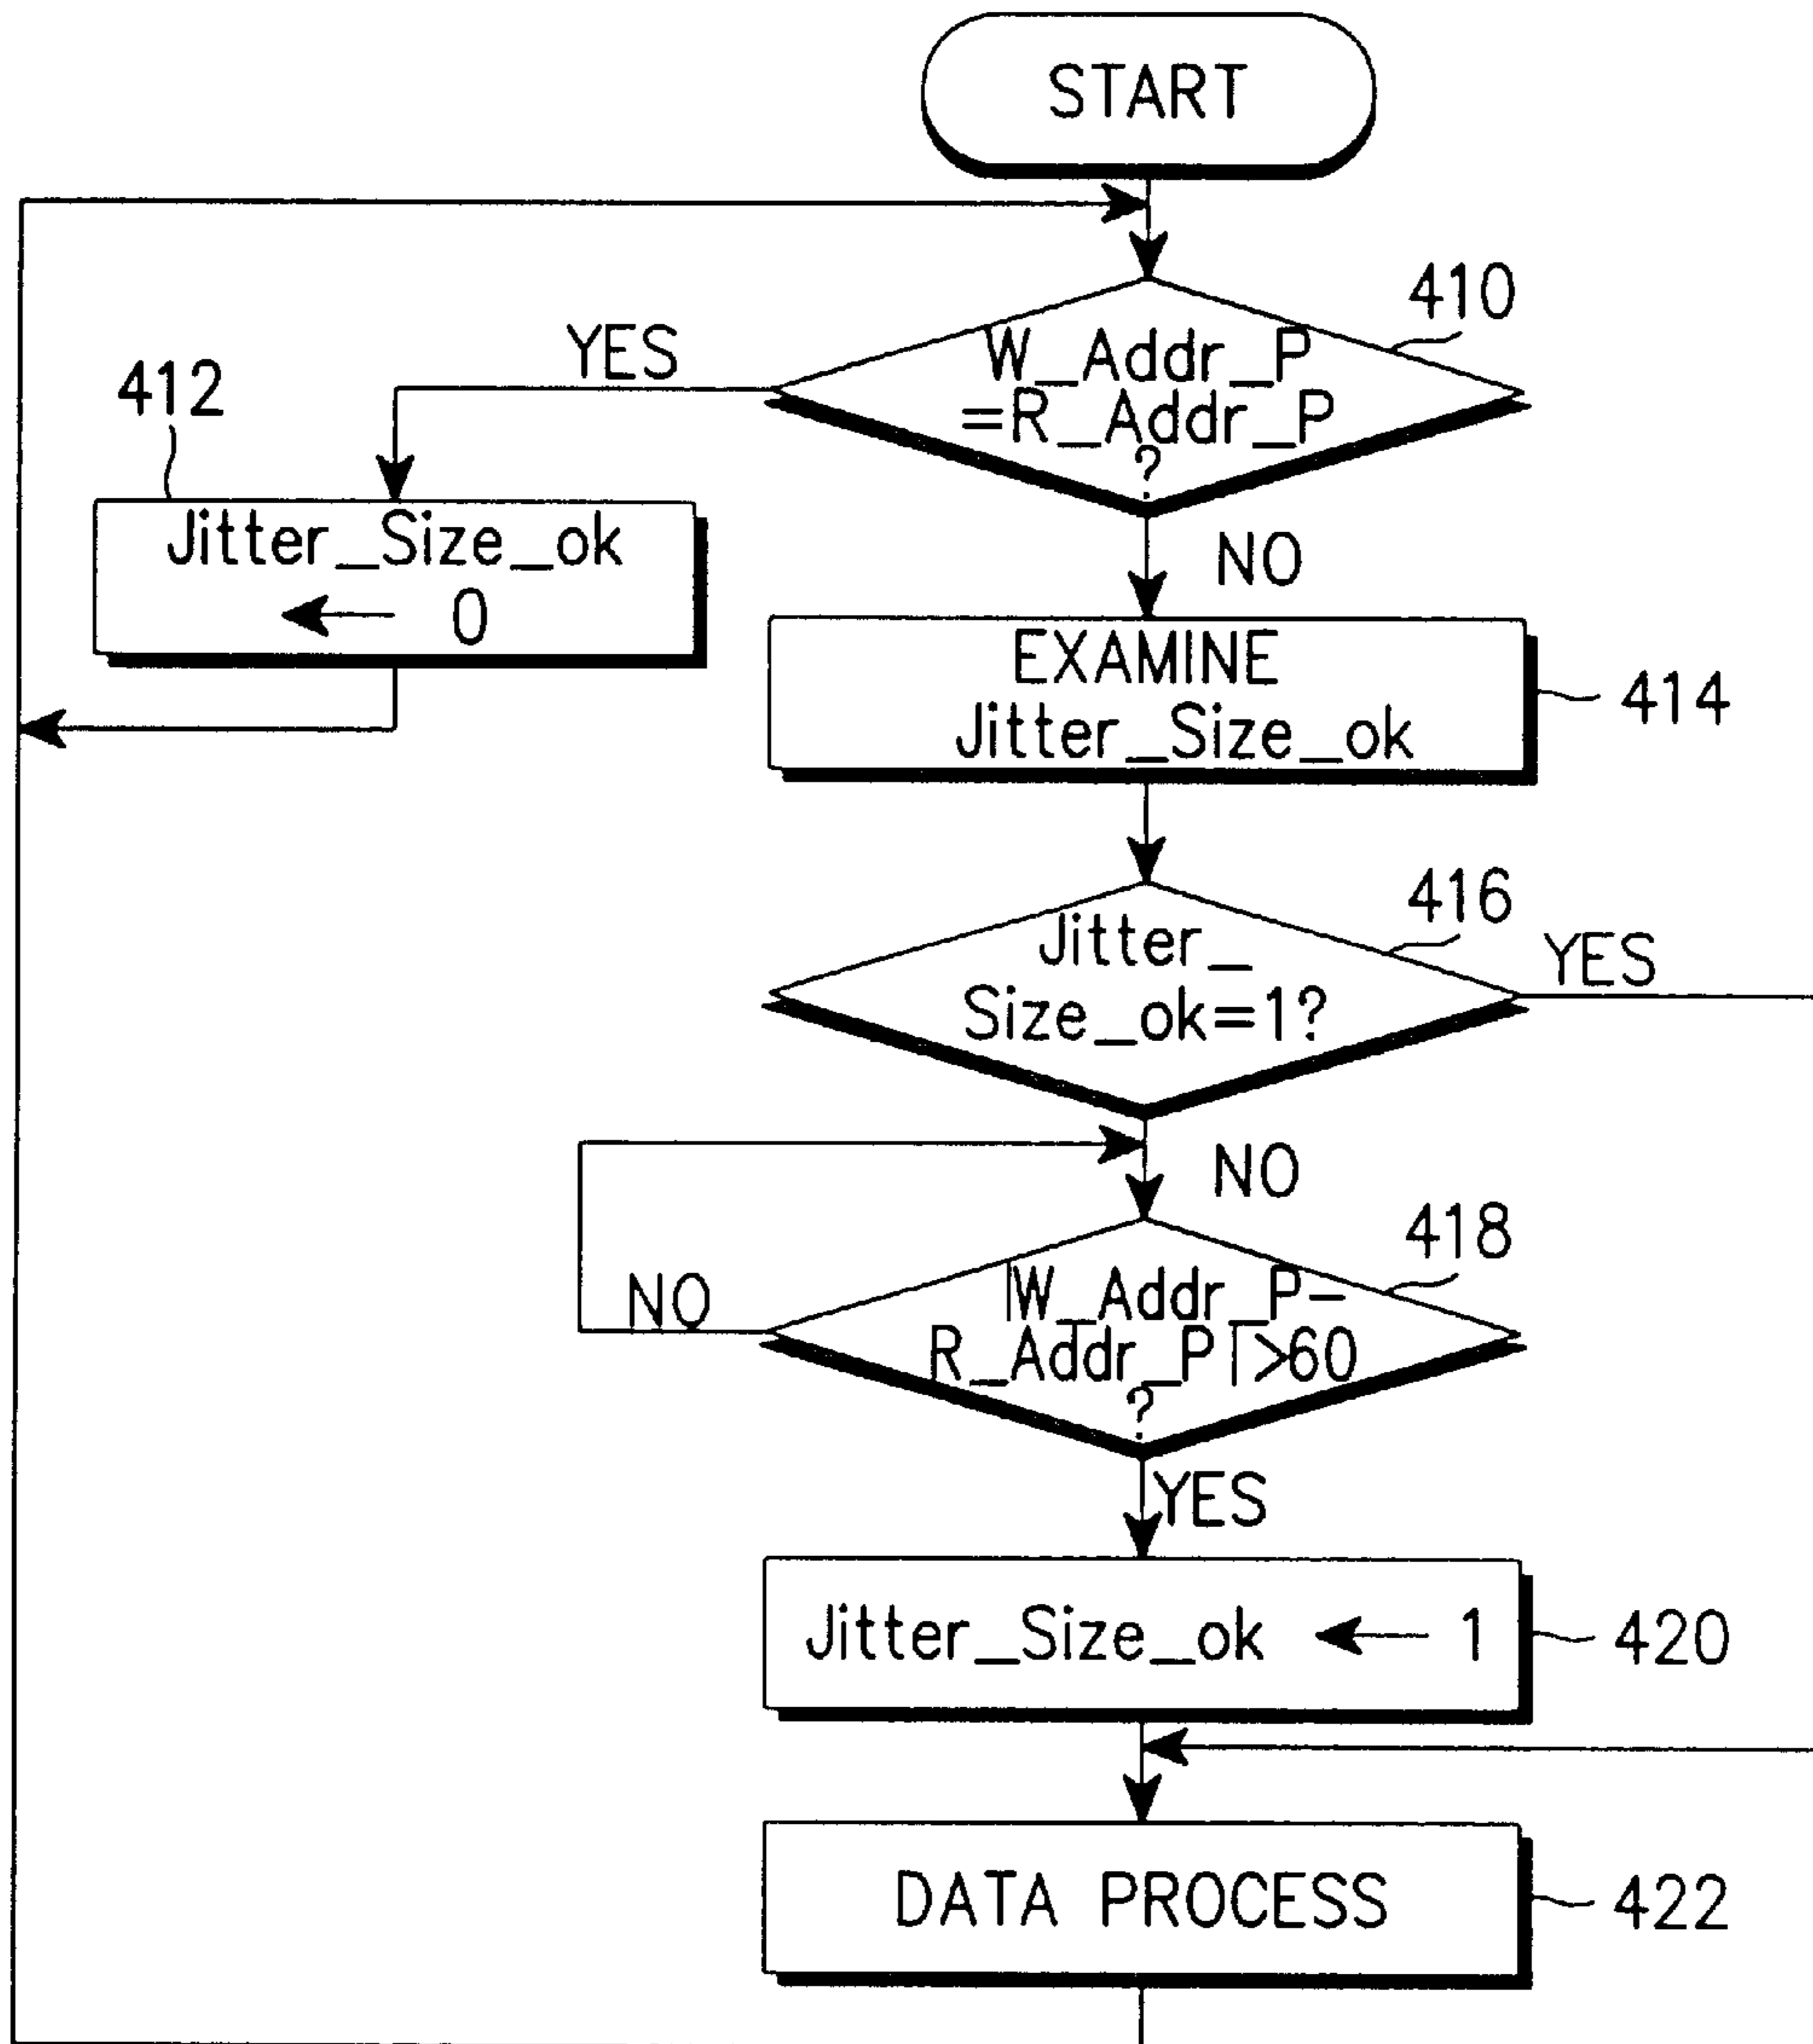 START
410
W_Addr_P
=R_Addr_P
?
YES
412
Jitter_Size_ok
← 0
NO
EXAMINE
Jitter_Size_ok
414
416
Jitter_
Size_ok=1?
YES
NO
418
|W_Addr_P-
R_Addr_P|>60
?
NO
YES
Jitter_Size_ok ← 1
420
DATA PROCESS
422